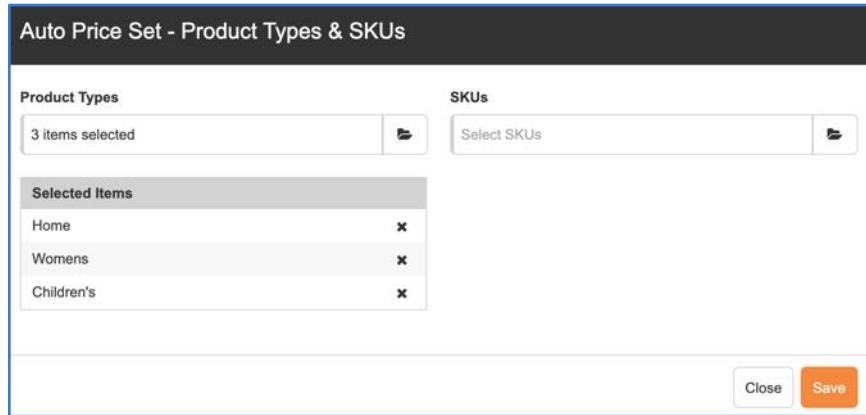 Auto Price Set - Product Types & SKUs
Product Types
3 items selected
SKUs
Select SKUs
Selected Items
Home
Womens
Children's
Close
Save